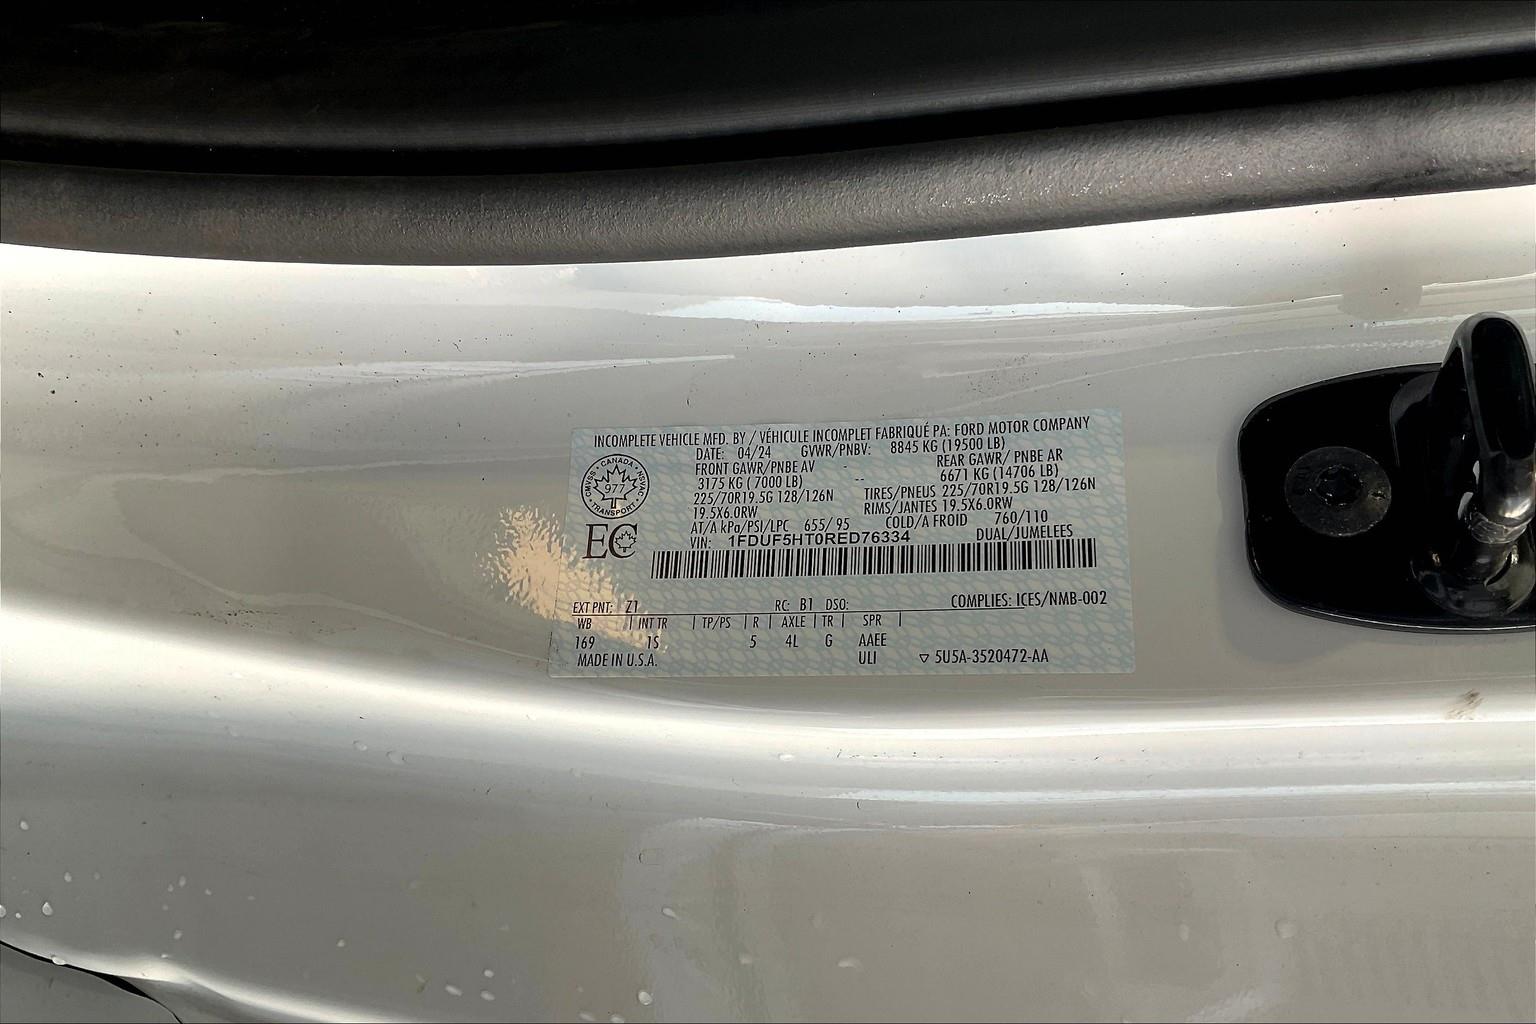 INCOMPLETE VEHICLE MFD. BY / VÉHICULE INCOMPLET FABRIQUÉ PA: FORD MOTOR COMPANY
DATE: 04/24 GVWR/PNBV: 8845 KG (19500 LB)
FRONT GAWR/PNBE AV -- REAR GAWR/ PNBE AR
3175 KG ( 7000 LB) -- 6671 KG (14706 LB)
225/70R19.5G 128/126N TIRES/PNEUS 225/70R19.5G 128/126N
19.5X6.0RW RIMS/JANTES 19.5X6.0RW
AT/A kPa/PSI/LPC 655/ 95 COLD/A FROID 760/110
VIN: 1FDUF5HT0RED76334 DUAL/JUMELEES
CANADA
CMVSS 977 NSVAC
TRANSPORT
EC
EXT PNT: Z1 RC: B1 DSO: COMPLIES: ICES/NMB-002
WB | INT TR | TP/PS | R | AXLE | TR | SPR |
169 1S 5 4L G AAEE
MADE IN U.S.A. ULI ▽ 5U5A-3520472-AA